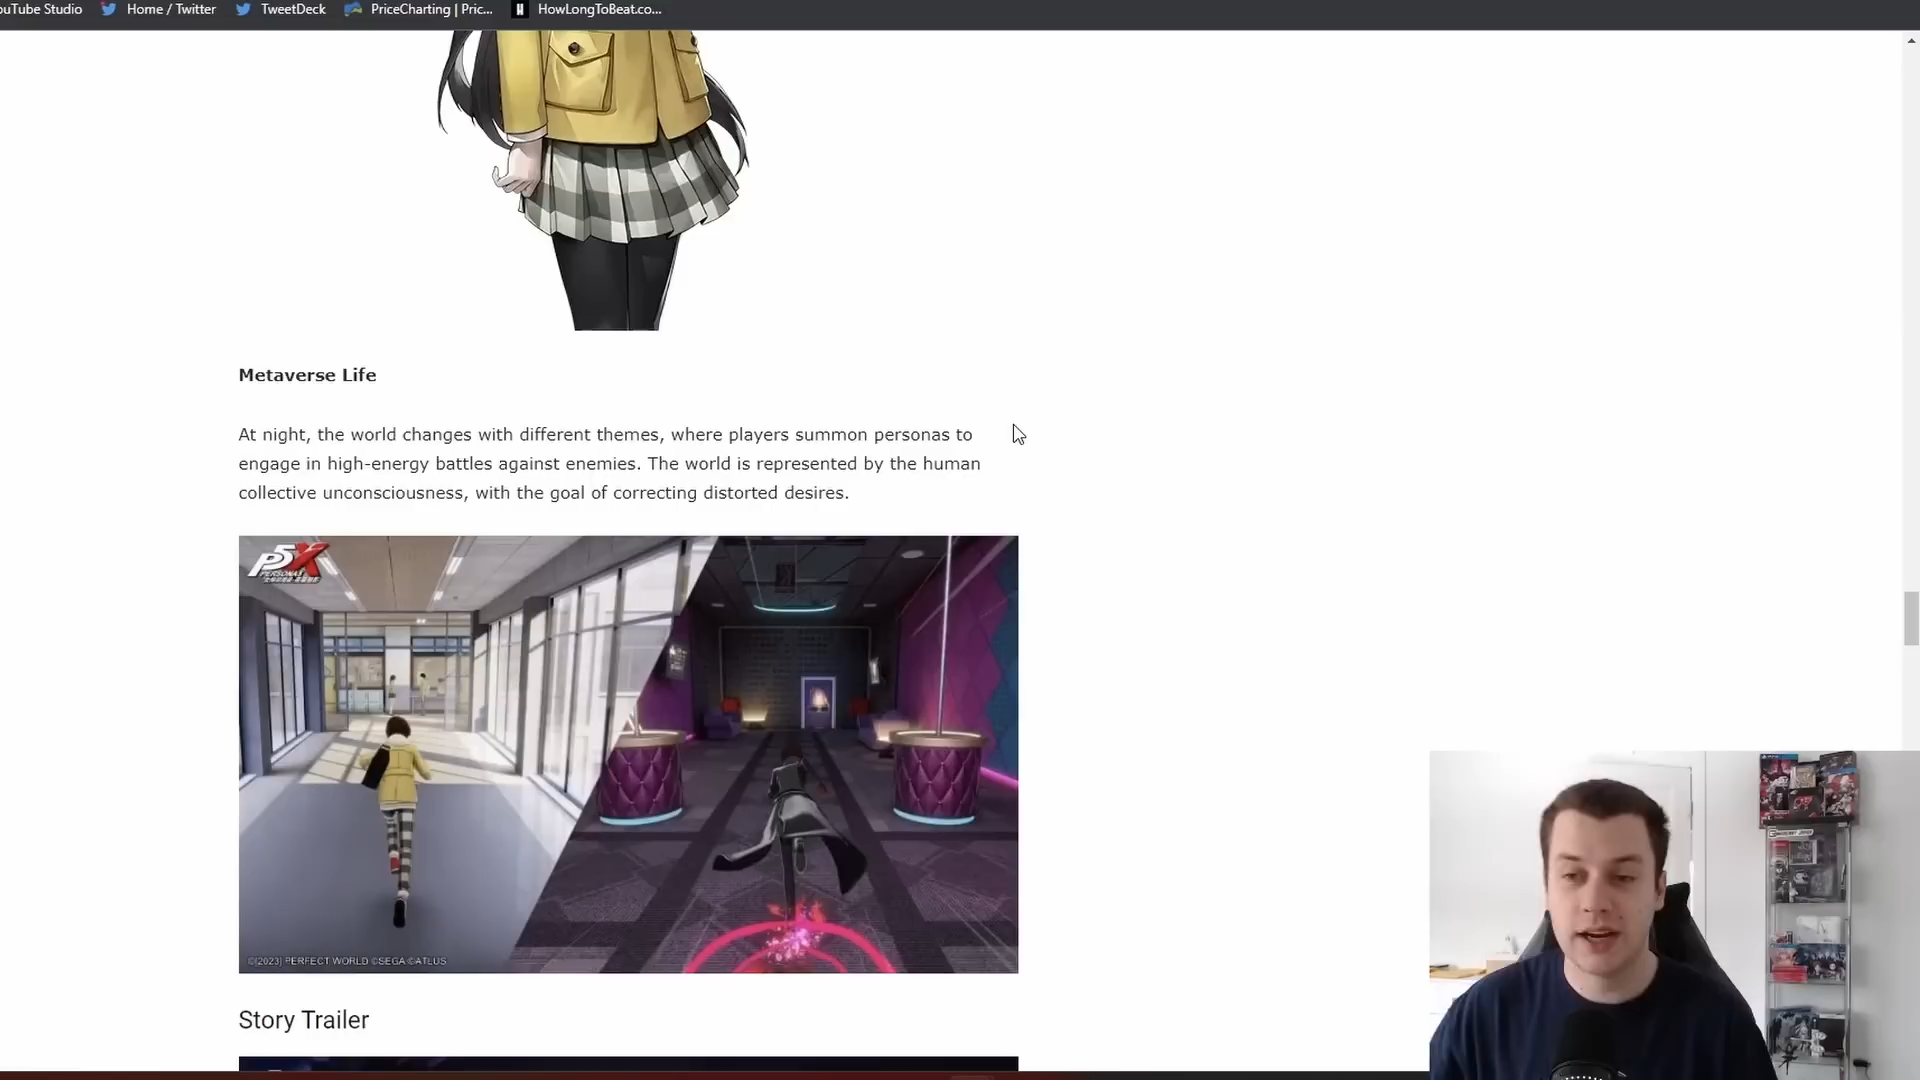 ouTube Studio
Home / Twitter
TweetDeck
PriceCharting | Pric...
HowLongToBeat.co...
Metaverse Life
At night, the world changes with different themes, where players summon personas to
engage in high-energy battles against enemies. The world is represented by the human
collective unconsciousness, with the goal of correcting distorted desires.
P5X
©(2023) PERFECT WORLD ©SEGA ©ATLUS
Story Trailer